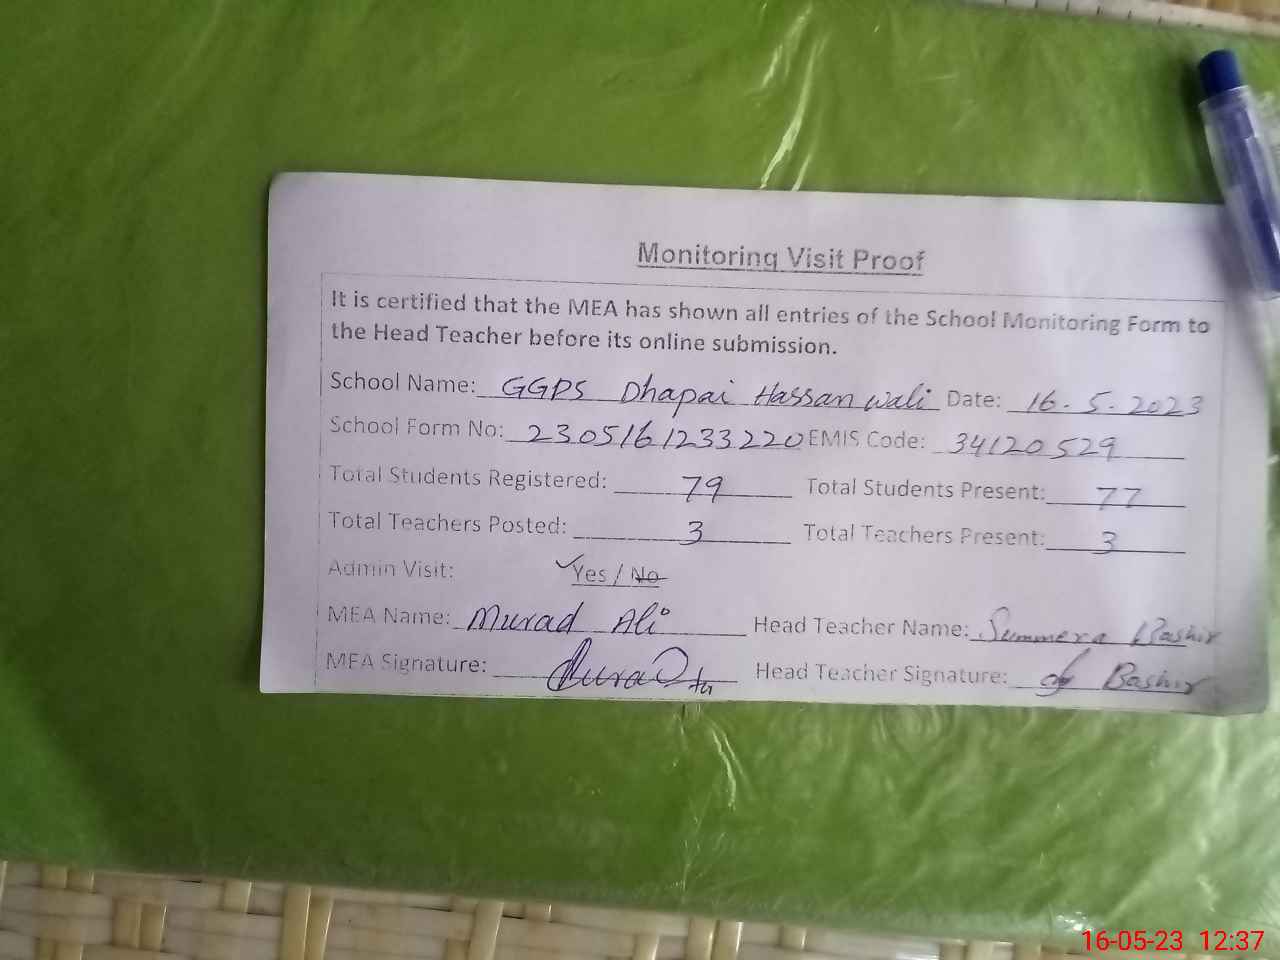 Monitoring Visit Proof
It is certified that the MEA has shown all entries of the School Monitoring Form to
the Head Teacher before its online submission.
School Name: GGPS Dhapai Hassan wali Date: 16.5.2023
School Form No: 2305161233220 EMIS Code: 34120529
Total Students Registered: 79 Total Students Present: 77
Total Teachers Posted: 3 Total Teachers Present: 3
Admin Visit: Yes / No
MEA Name: Murad Ali Head Teacher Name: Summera Bashir
MEA Signature: Head Teacher Signature: Bashir
16-05-23 12:37